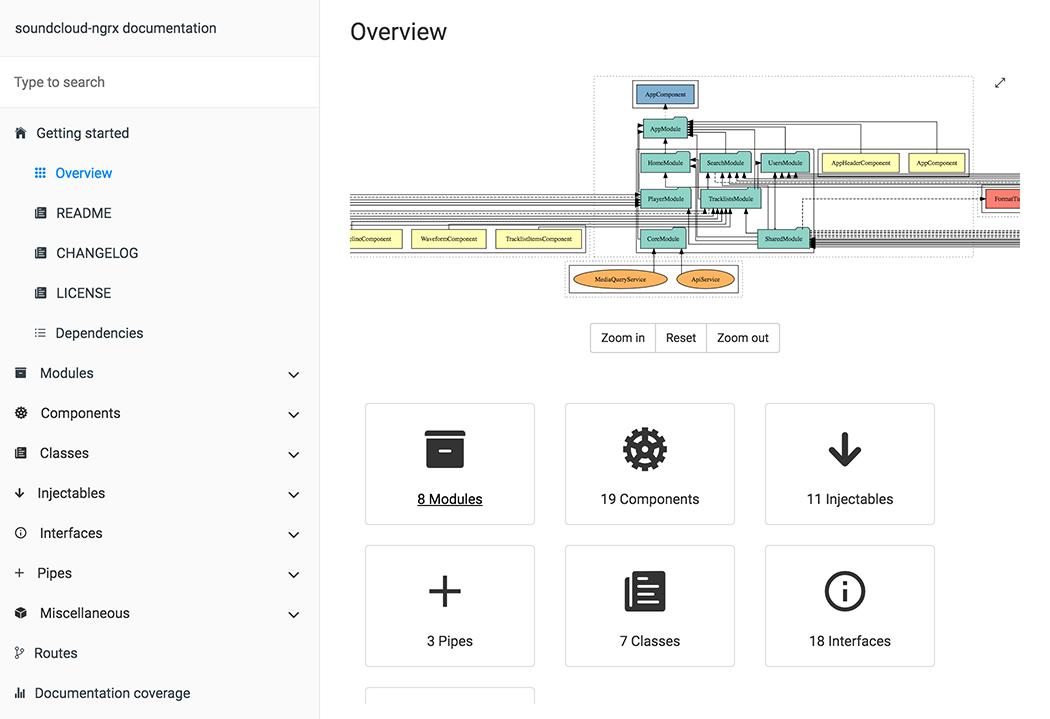 soundcloud-ngrx documentation
Type to search
Getting started
Overview
README
CHANGELOG
LICENSE
Dependencies
Modules
Components
Classes
Injectables
Interfaces
Pipes
Miscellaneous
Routes
Documentation coverage
Overview
AppComponent
AppModule
HomeModule SearchModule UsersModule AppHeaderComponent AppComponent
PlayerModule TracklistsModule FormatTi
elineComponent WaveformComponent TracklistItemsComponent CoreModule SharedModule
MediaQueryService ApiService
Zoom in Reset Zoom out
8 Modules 19 Components 11 Injectables
3 Pipes 7 Classes 18 Interfaces